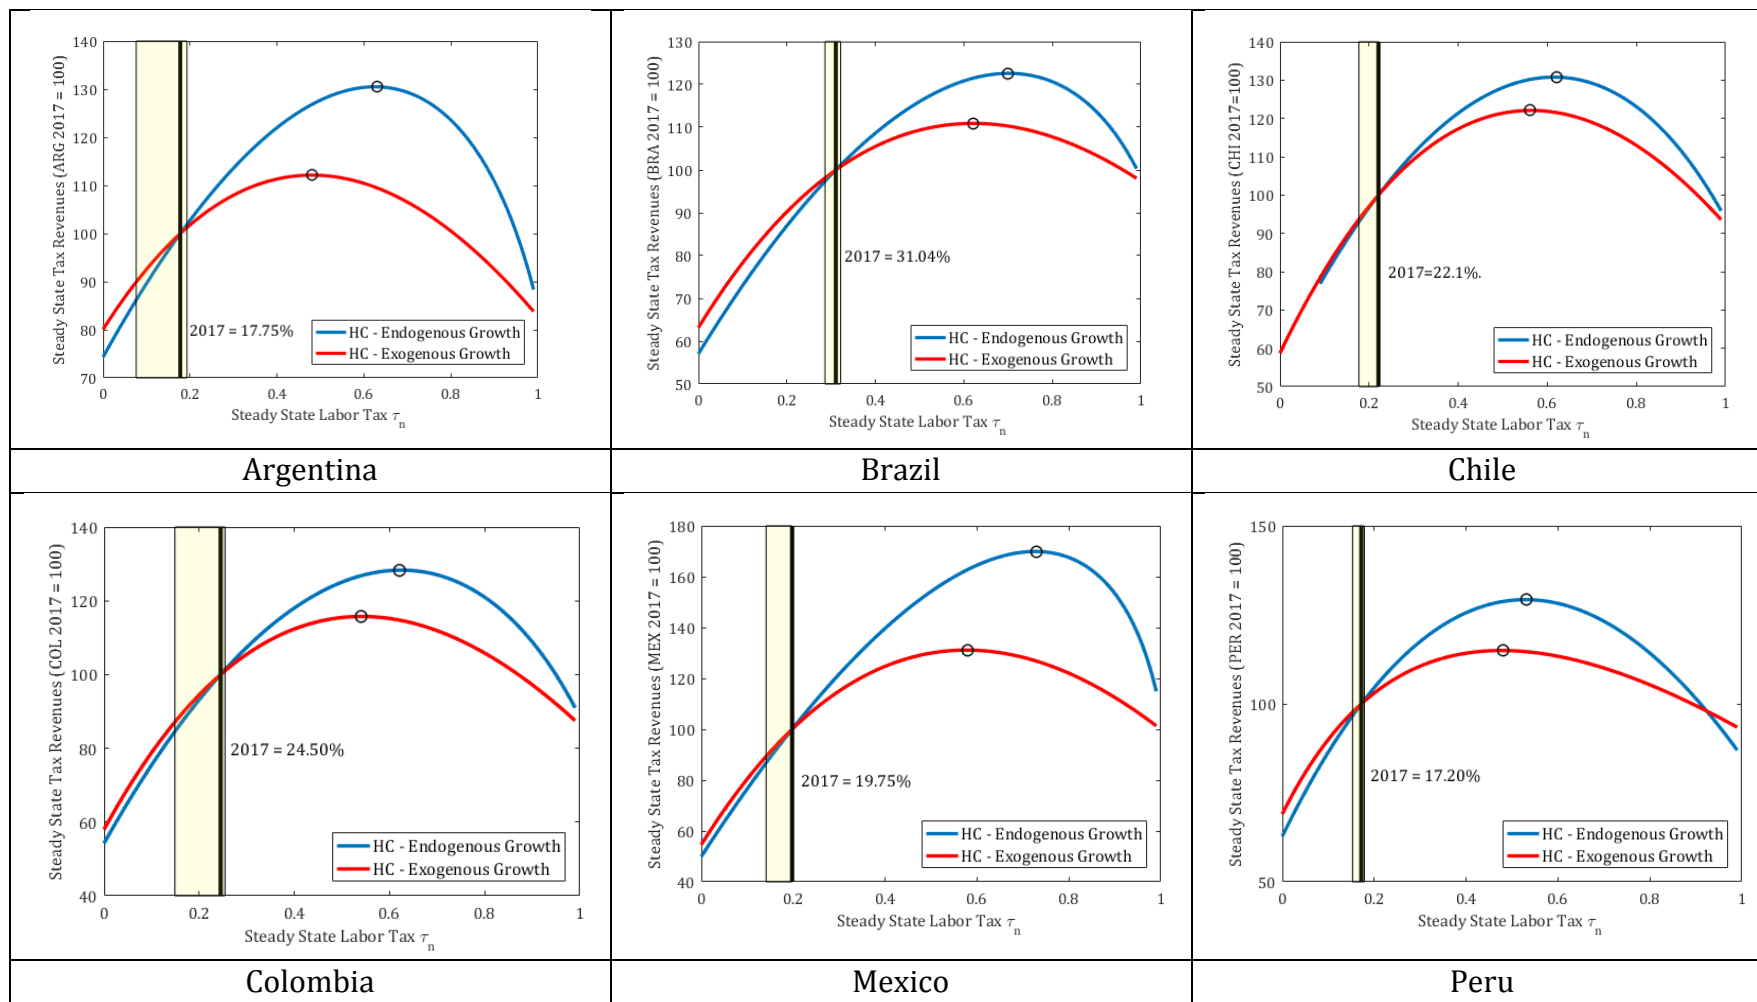 140
130
120
110
100
90
80
70
0
0.2
0.4
0.6
0.8
1
Steady State Tax Revenues (ARG 2017 = 100)
Steady State Labor Tax τn
2017 = 17.75%
HC - Endogenous Growth
HC - Exogenous Growth
Argentina
130
120
110
100
90
80
70
60
50
0
0.2
0.4
0.6
0.8
1
Steady State Tax Revenues (BRA 2017 = 100)
Steady State Labor Tax τn
2017 = 31.04%
HC - Endogenous Growth
HC - Exogenous Growth
Brazil
140
130
120
110
100
90
80
70
60
50
0
0.2
0.4
0.6
0.8
1
Steady State Tax Revenues (CHI 2017=100)
Steady State Labor Tax τn
2017=22.1%.
HC - Endogenous Growth
HC - Exogenous Growth
Chile
140
120
100
80
60
40
0
0.2
0.4
0.6
0.8
1
Steady State Tax Revenues (COL 2017 = 100)
Steady State Labor Tax τn
2017 = 24.50%
HC - Endogenous Growth
HC - Exogenous Growth
Colombia
180
160
140
120
100
80
60
40
0
0.2
0.4
0.6
0.8
1
Steady State Tax Revenues (MEX 2017 = 100)
Steady State Labor Tax τn
2017 = 19.75%
HC - Endogenous Growth
HC - Exogenous Growth
Mexico
150
100
50
0
0.2
0.4
0.6
0.8
1
Steady State Tax Revenues (PER 2017 = 100)
Steady State Labor Tax τn
2017 = 17.20%
HC - Endogenous Growth
HC - Exogenous Growth
Peru